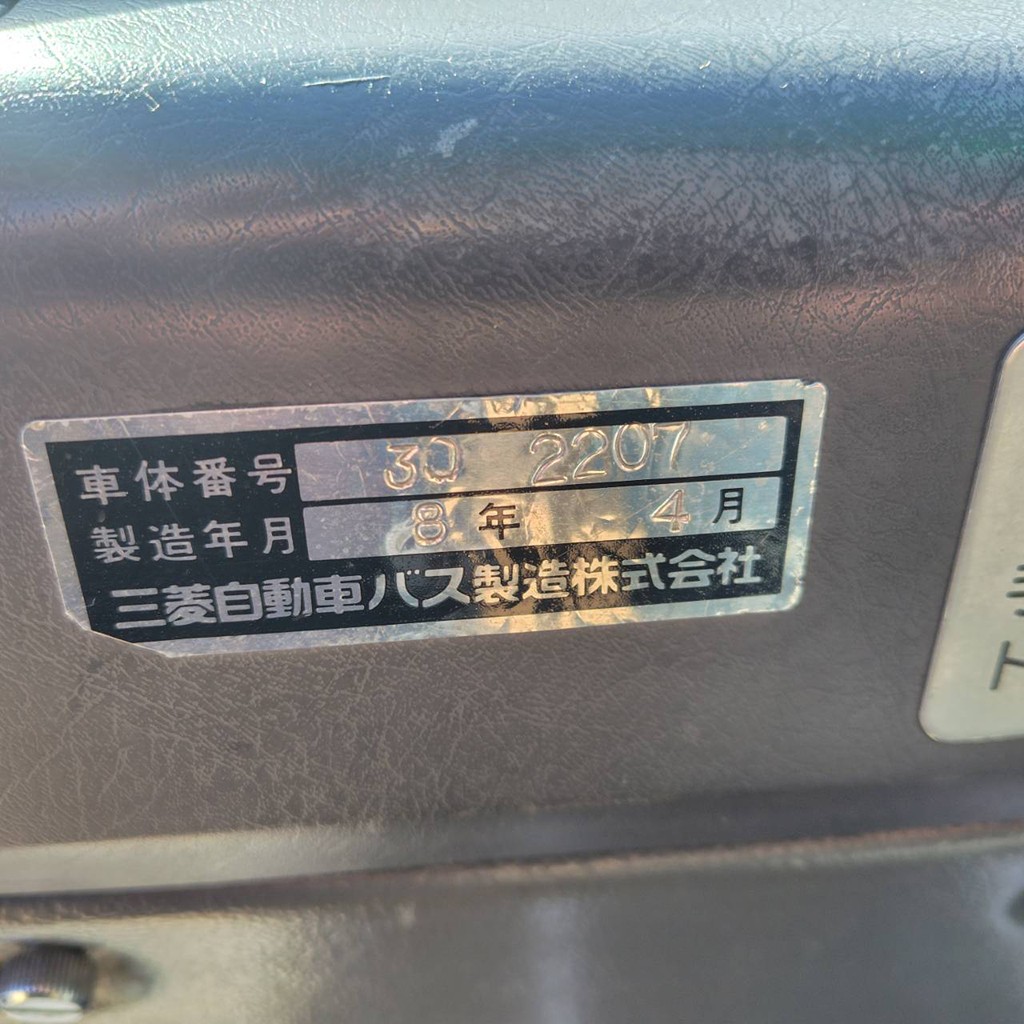 車体番号 30 2207
製造年月 8年 4月
三菱自動車バス製造株式会社